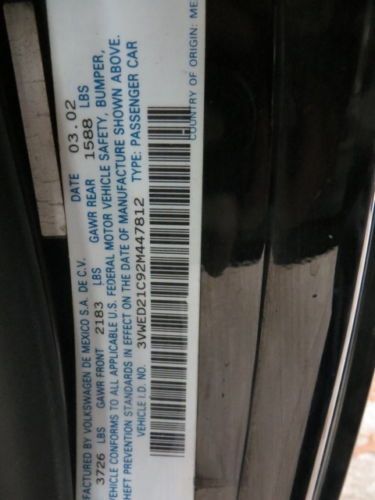 FACTURED BY VOLKSWAGEN DE MEXICO S.A. DE C.V. DATE 03.02
3726 LBS GAWR FRONT 2183 LBS GAWR REAR 1588 LBS
VEHICLE CONFORMS TO ALL APPLICABLE U.S. FEDERAL MOTOR VEHICLE SAFETY, BUMPER,
THEFT PREVENTION STANDARDS IN EFFECT ON THE DATE OF MANUFACTURE SHOWN ABOVE.
VEHICLE I.D. NO. 3VWED21C92M447812 TYPE: PASSENGER CAR
COUNTRY OF ORIGIN: ME